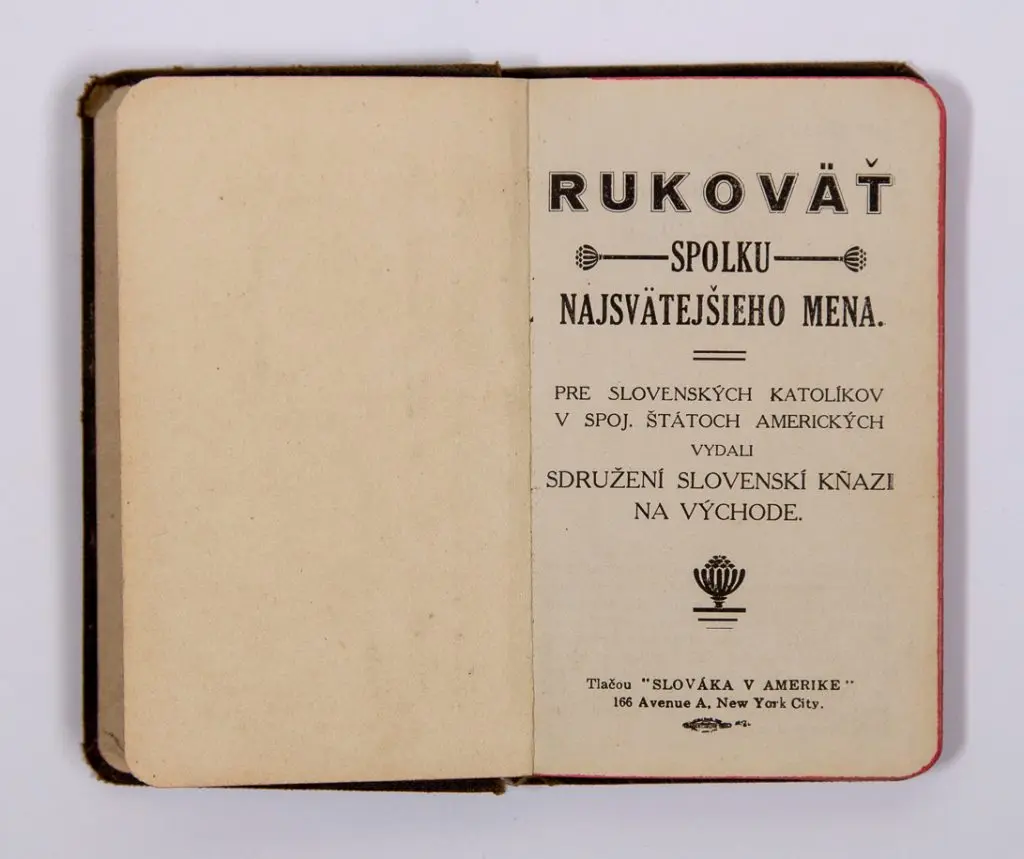 RUKOVÄŤ
SPOLKU
NAJSVÄTEJŠIEHO MENA.
PRE SLOVENSKÝCH KATOLÍKOV
V SPOJ. ŠTÁTOCH AMERICKÝCH
VYDALI
SDRUŽENÍ SLOVENSKÍ KŇAZI
NA VÝCHODE.
Tlačou "SLOVÁKA V AMERIKE"
166 Avenue A, New York City.